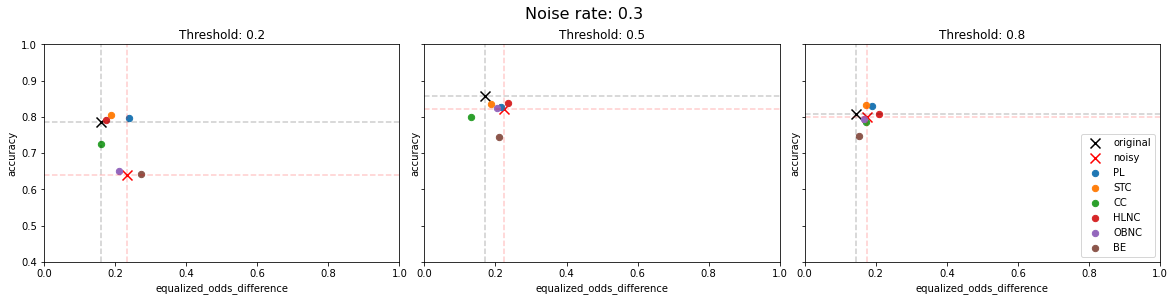 Noise rate: 0.3
Threshold: 0.2
1.0
0.9
0.8
0.7
0.6
0.5
0.4
accuracy
0.0 0.2 0.4 0.6 0.8 1.0
equalized_odds_difference
Threshold: 0.5
accuracy
0.0 0.2 0.4 0.6 0.8 1.0
equalized_odds_difference
Threshold: 0.8
accuracy
0.0 0.2 0.4 0.6 0.8 1.0
equalized_odds_difference
original
noisy
PL
STC
CC
HLNC
OBNC
BE